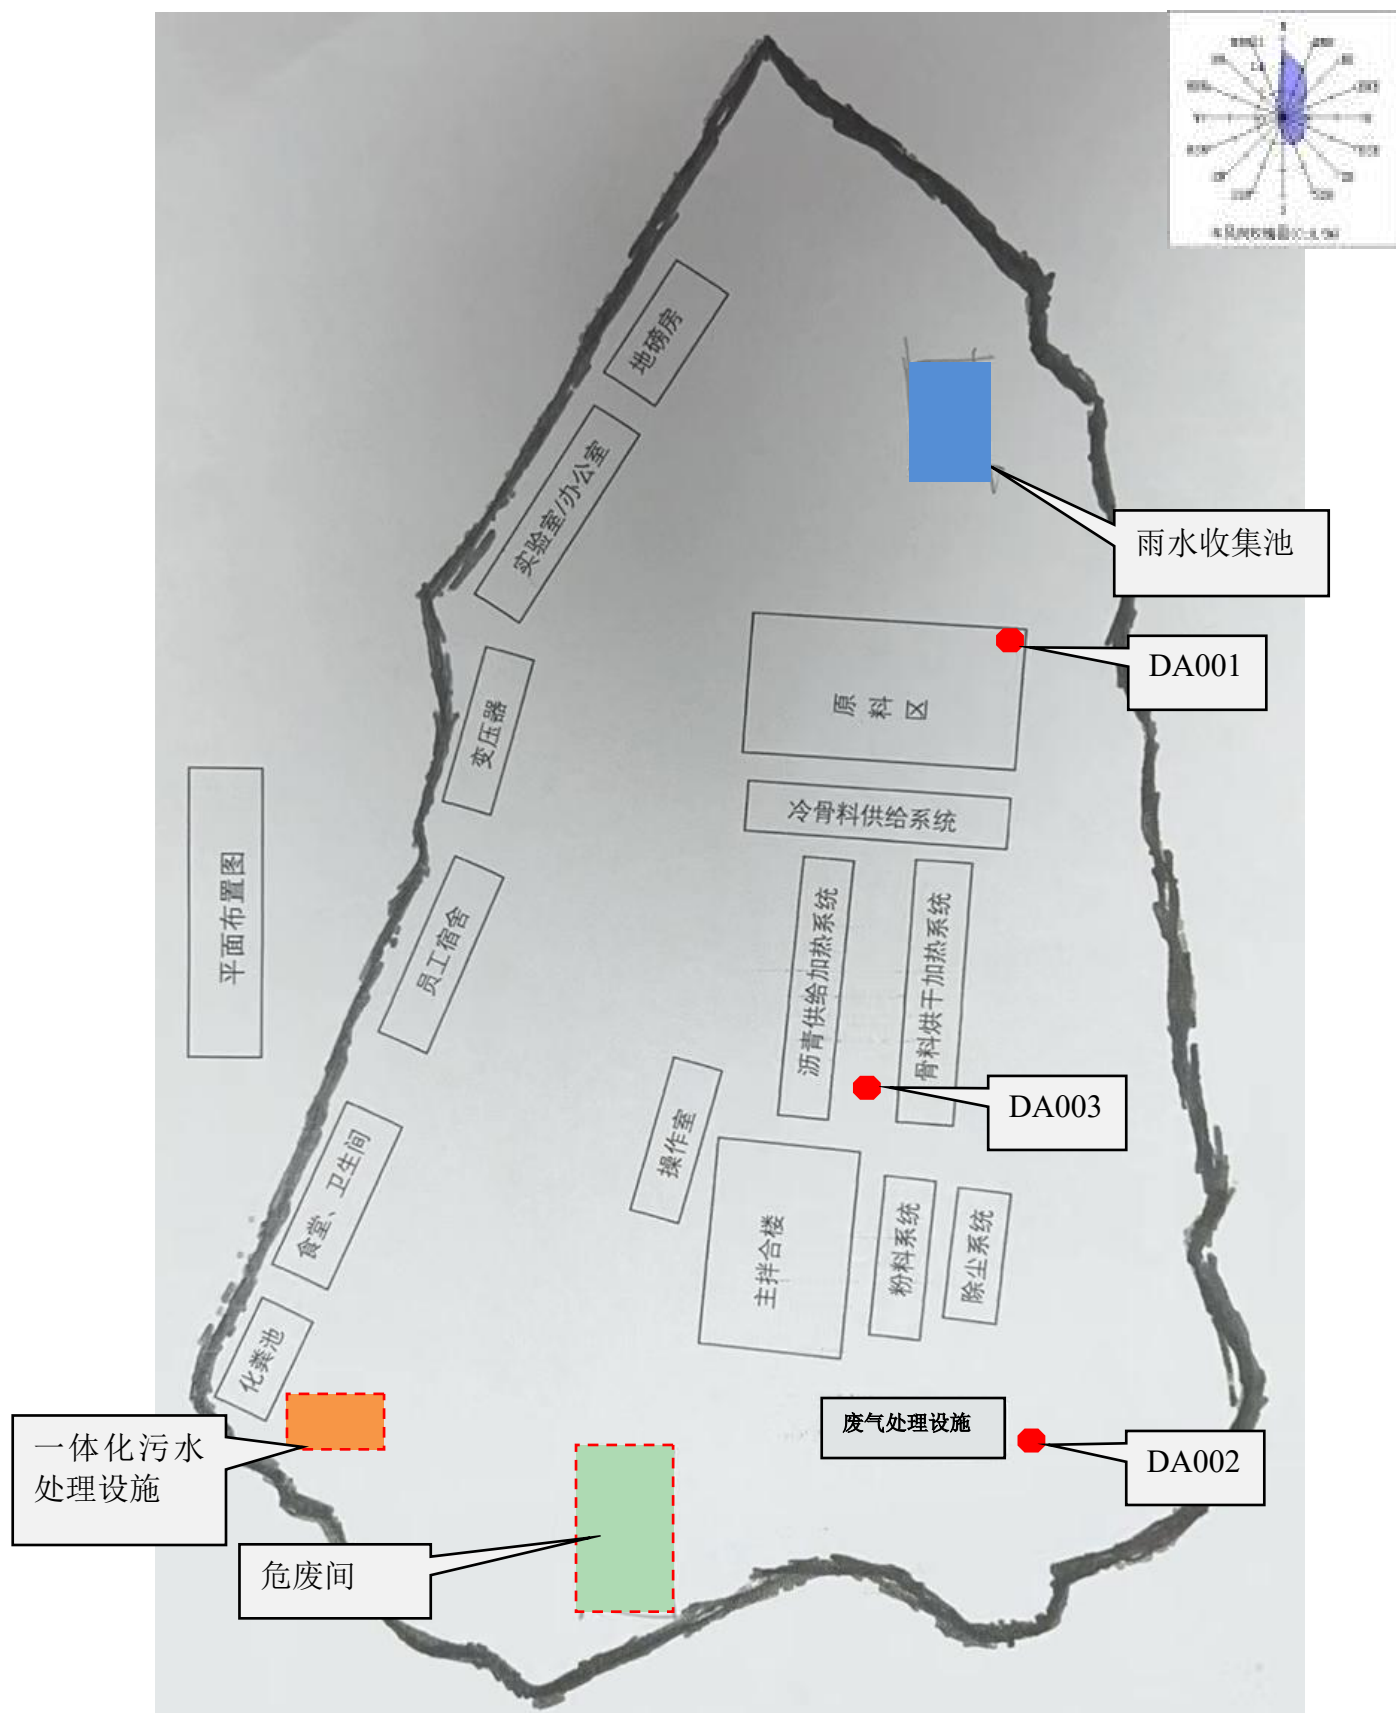 N
S
地磅房
实验室/办公室
雨水收集池
DA001
原料区
变压器
冷骨料供给系统
平面布置图
员工宿舍
沥青供给加热系统
骨料烘干加热系统
DA003
操作室
食堂、卫生间
主拌合楼
粉料系统
除尘系统
化粪池
废气处理设施
DA002
一体化污水
处理设施
危废间